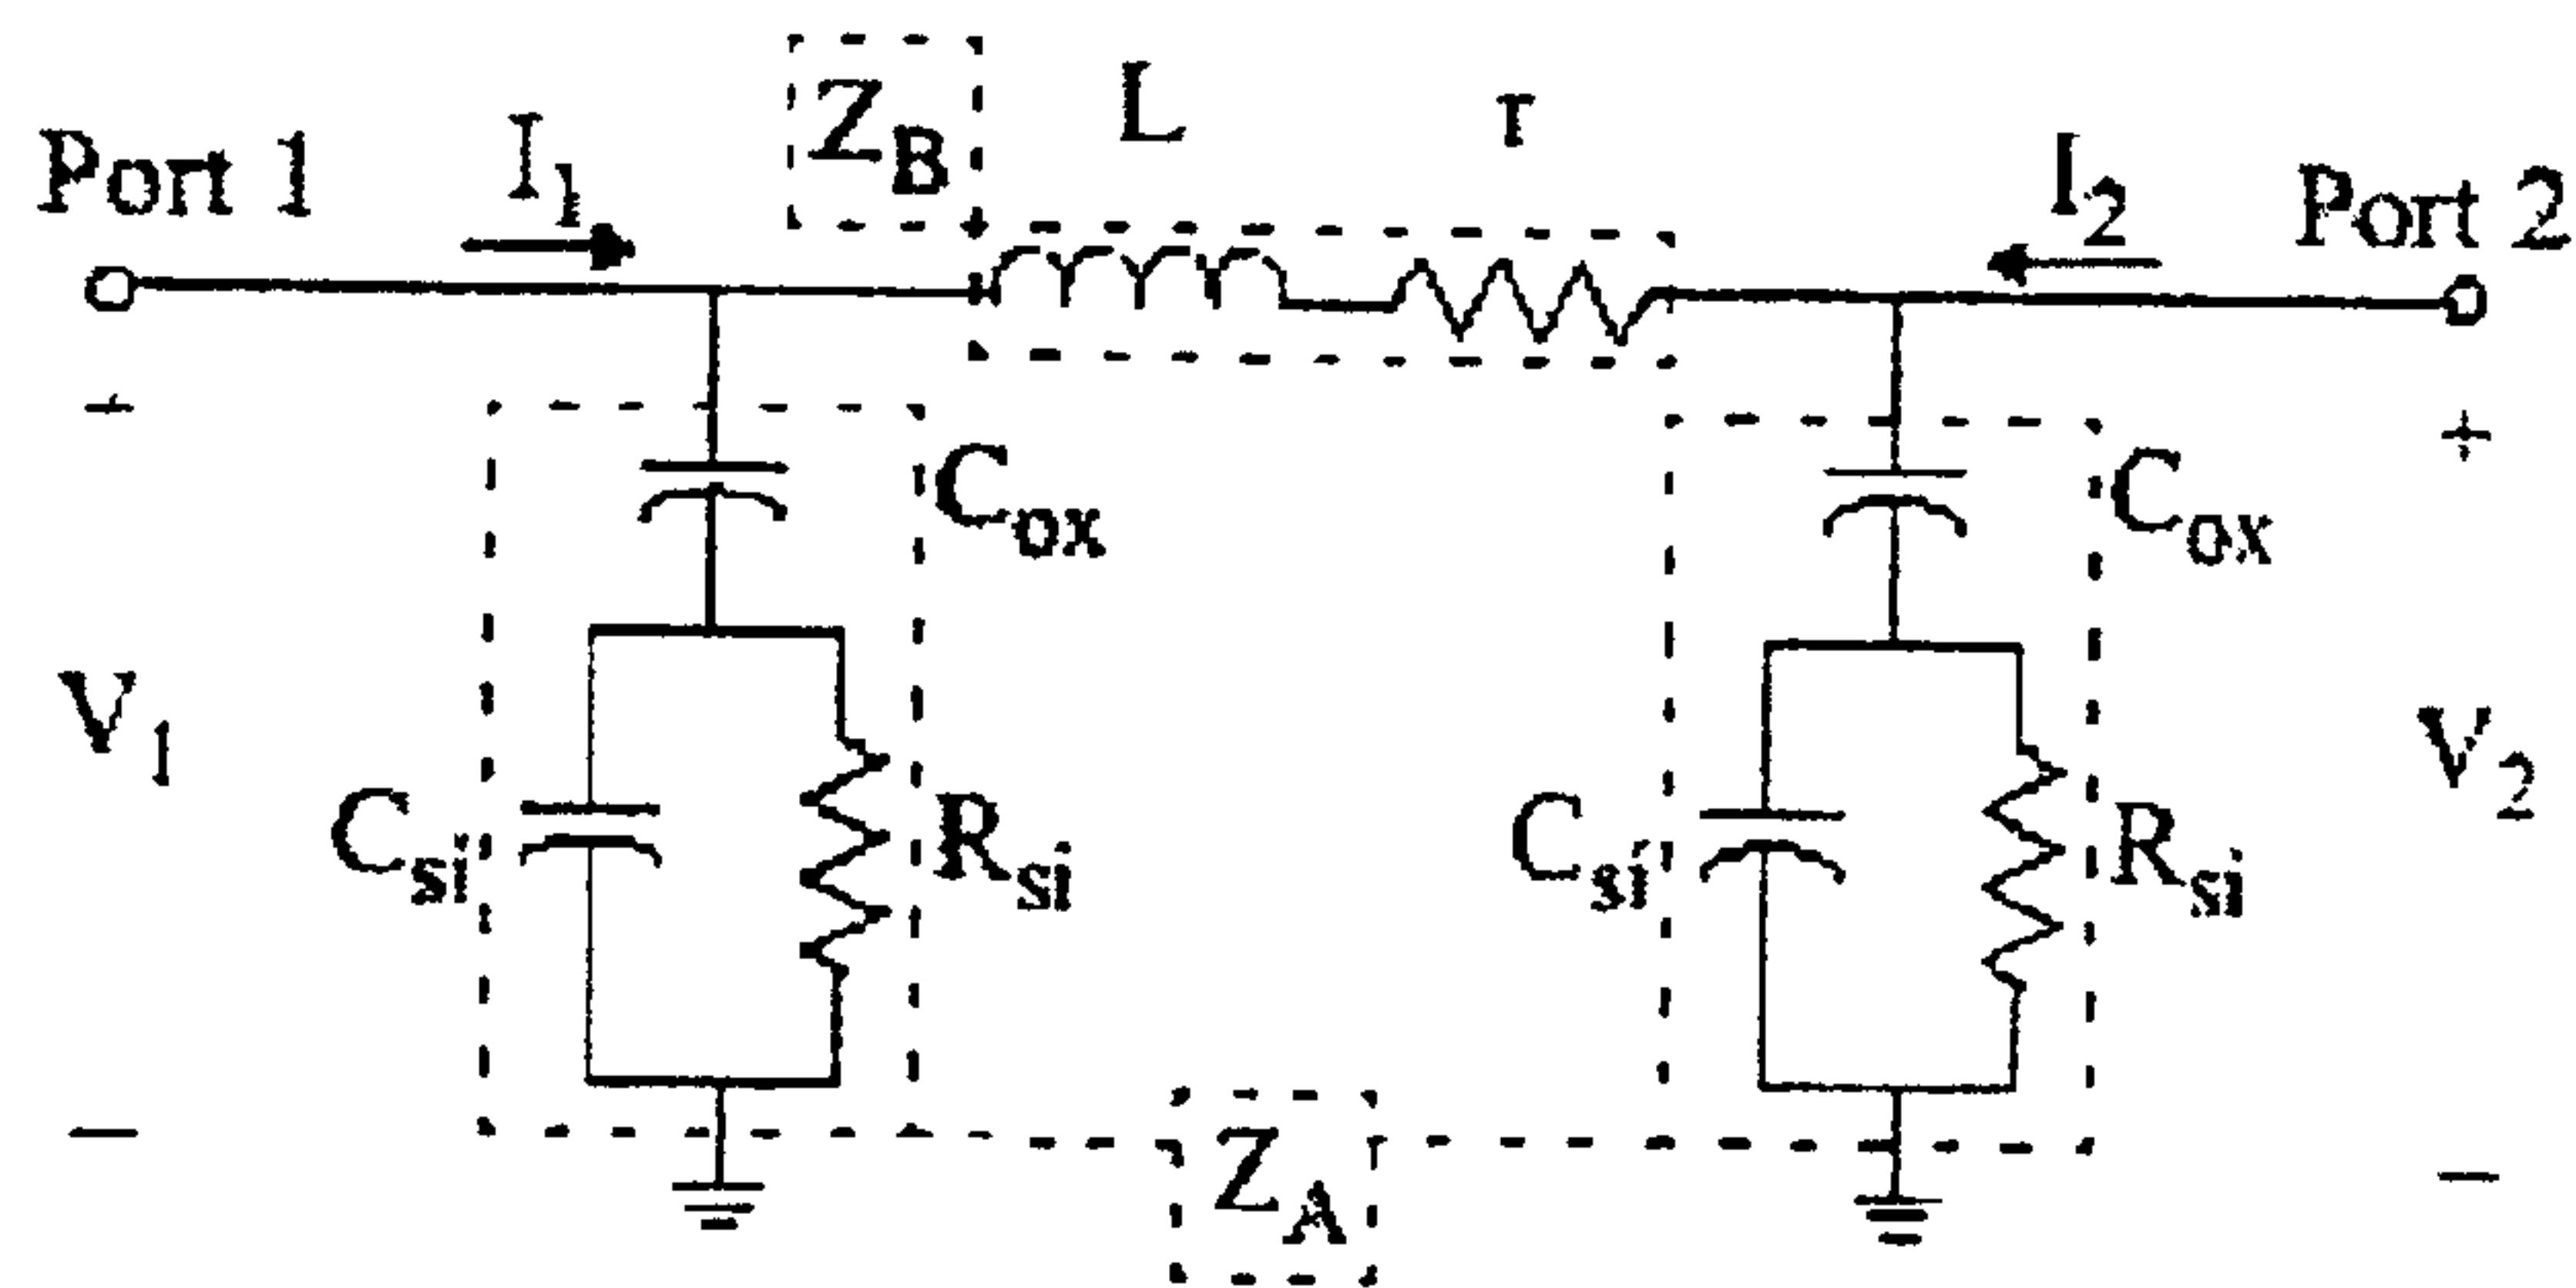 Z_B L r
Port 1 I_1 I_2 Port 2
+ +
C_ox C_ox
V_1 V_2
C_si R_si C_si R_si
− −
Z_A